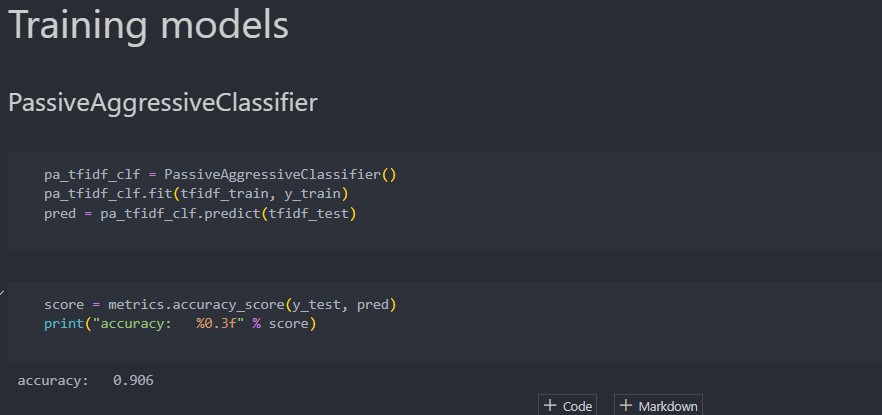 Training models
PassiveAggressiveClassifier
pa_tfidf_clf = PassiveAggressiveClassifier()
pa_tfidf_clf.fit(tfidf_train, y_train)
pred = pa_tfidf_clf.predict(tfidf_test)
score = metrics.accuracy_score(y_test, pred)
print("accuracy:   %0.3f" % score)
accuracy:   0.906
+ Code + Markdown